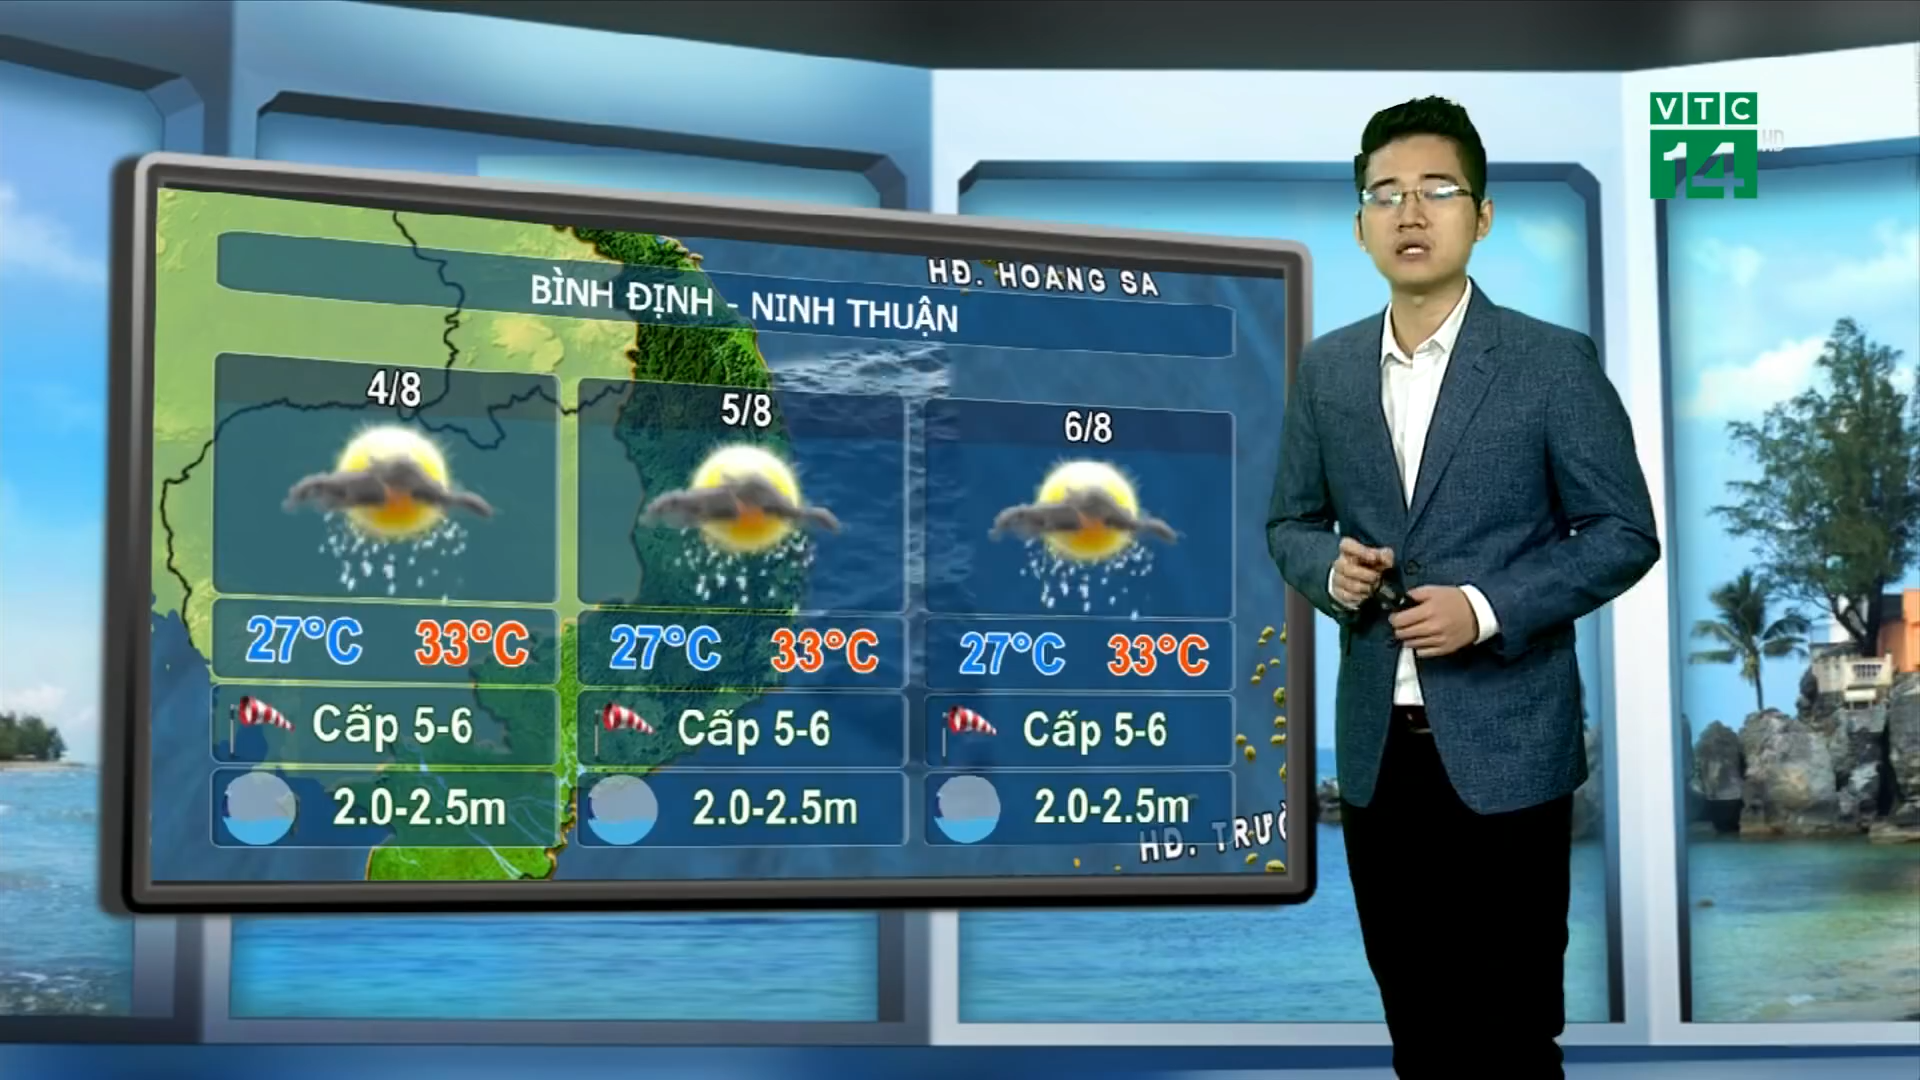 VTC
14
HD
HĐ. HOANG SA
BÌNH ĐỊNH - NINH THUẬN
4/8
5/8
6/8
27°C 33°C
27°C 33°C
27°C 33°C
Cấp 5-6
Cấp 5-6
Cấp 5-6
2.0-2.5m
2.0-2.5m
2.0-2.5m
HĐ.